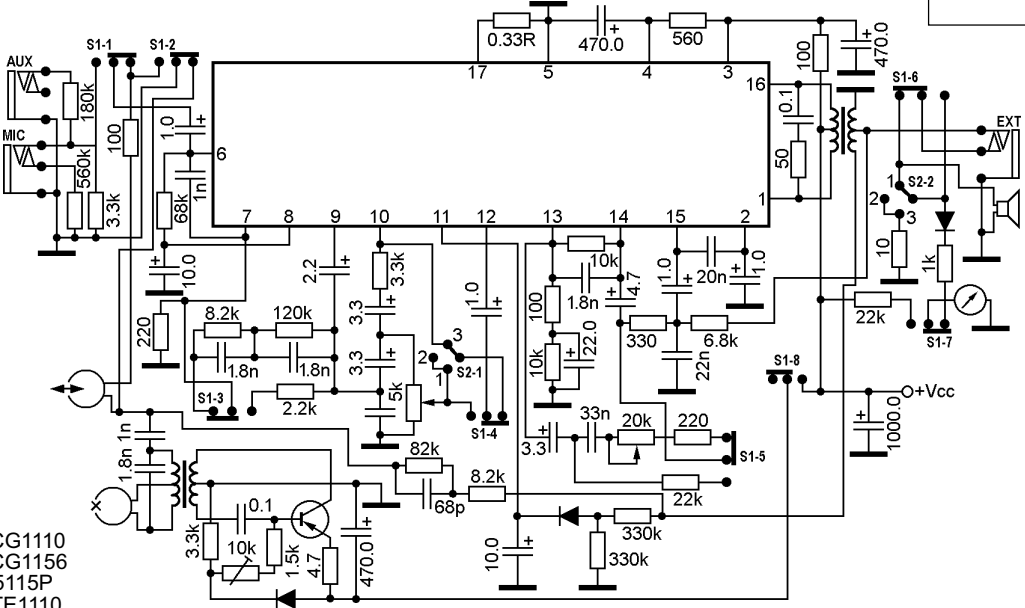 0.33R
470.0
560
17
5
4
3
100
470.0
S1-1
S1-2
AUX
180k
MIC
560k
3.3k
100
1.0
1n
68k
6
16
0.1
50
1
S1-6
EXT
1
S2-2
2
3
10
1k
22k
S1-7
7
8
9
10
11
12
13
14
15
2
10.0
2.2
3.3k
3.3
3.3
5k
1.0
3
2
S2-1
1
S1-4
10k
1.8n
4.7
100
22.0
10k
1.0
20n
1.0
330
6.8k
22n
220
8.2k
120k
1.8n
1.8n
S1-3
2.2k
S1-8
+Vcc
1000.0
1n
1.8n
82k
68p
8.2k
3.3
33n
20k
220
S1-5
22k
0.1
3.3k
10k
1.5k
4.7
470.0
10.0
330k
330k
CG1110
CG1156
5115P
TE1110